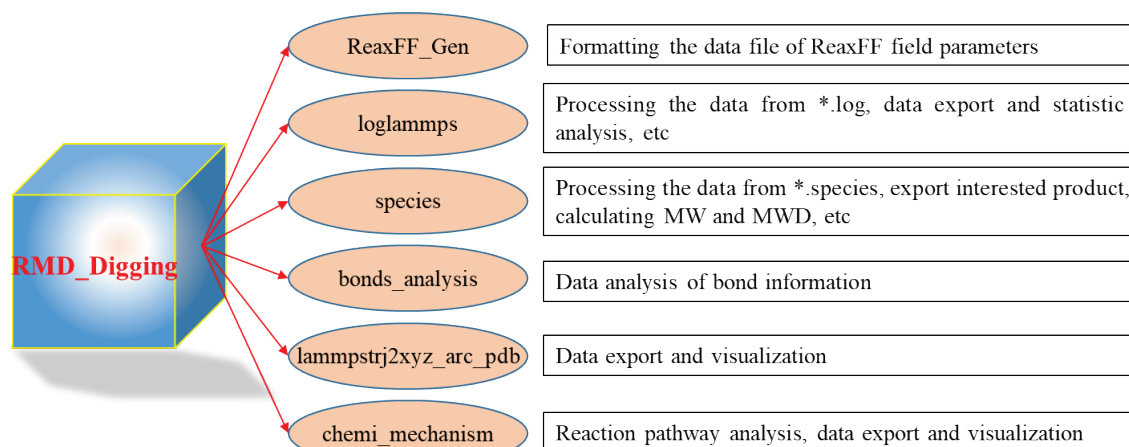 ReaxFF_Gen
Formatting the data file of ReaxFF field parameters
loglammps
Processing the data from *.log, data export and statistic
analysis, etc
species
Processing the data from *.species, export interested product,
calculating MW and MWD, etc
RMD_Digging
bonds_analysis
Data analysis of bond information
lammpstrj2xyz_arc_pdb
Data export and visualization
chemi_mechanism
Reaction pathway analysis, data export and visualization